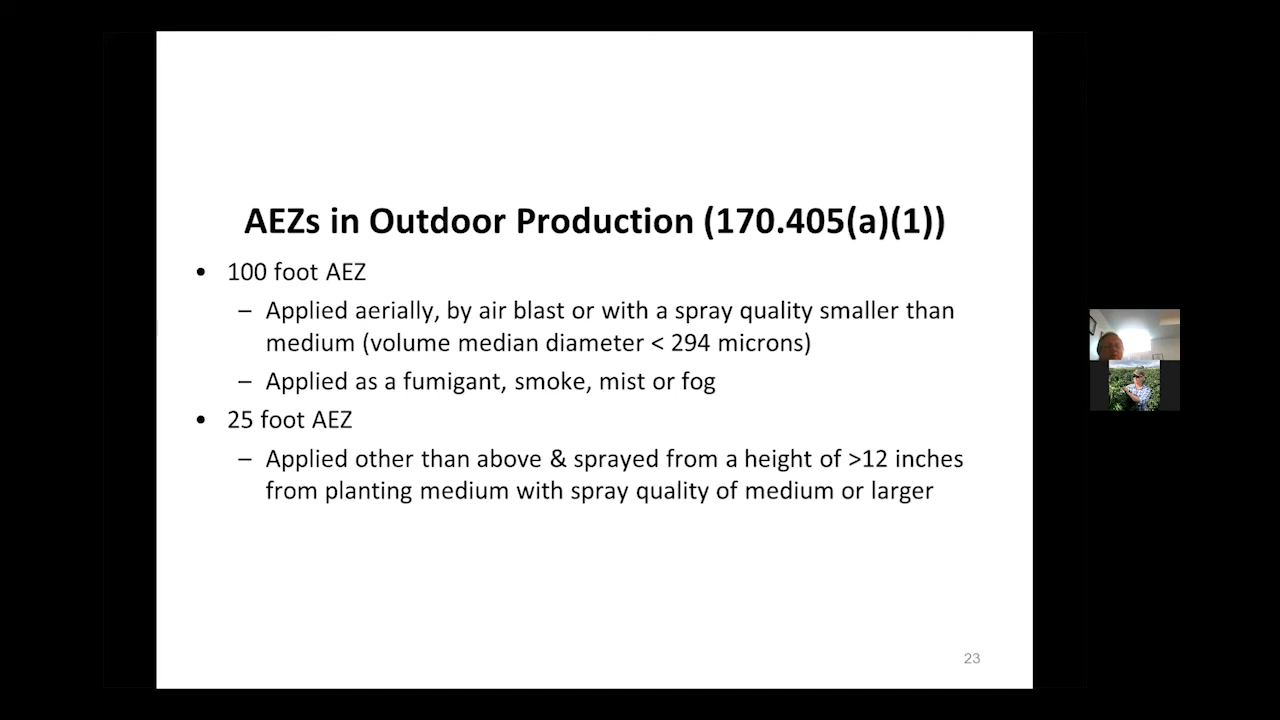 AEZs in Outdoor Production (170.405(a)(1))
• 100 foot AEZ
– Applied aerially, by air blast or with a spray quality smaller than
medium (volume median diameter < 294 microns)
– Applied as a fumigant, smoke, mist or fog
• 25 foot AEZ
– Applied other than above & sprayed from a height of >12 inches
from planting medium with spray quality of medium or larger
23